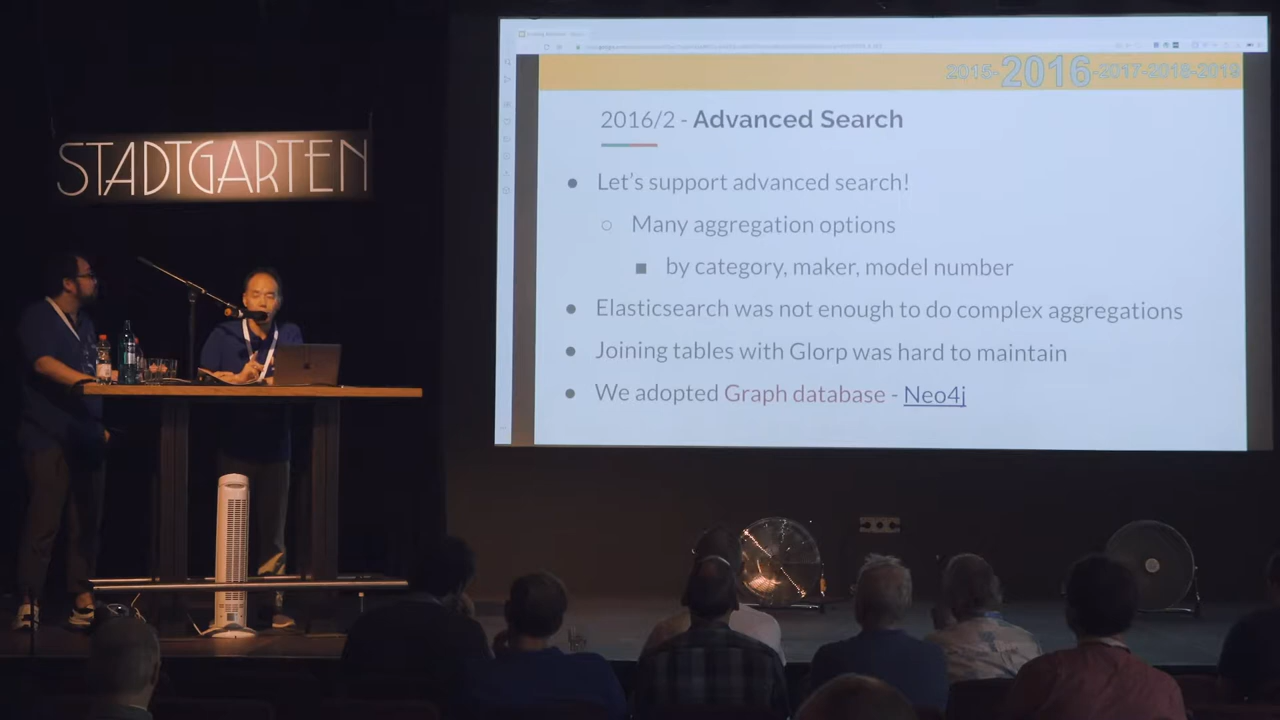 STADTGARTEN
2015-2016-2017-2018-2019
2016/2 - Advanced Search
● Let's support advanced search!
○ Many aggregation options
■ by category, maker, model number
● Elasticsearch was not enough to do complex aggregations
● Joining tables with Glorp was hard to maintain
● We adopted Graph database - Neo4j